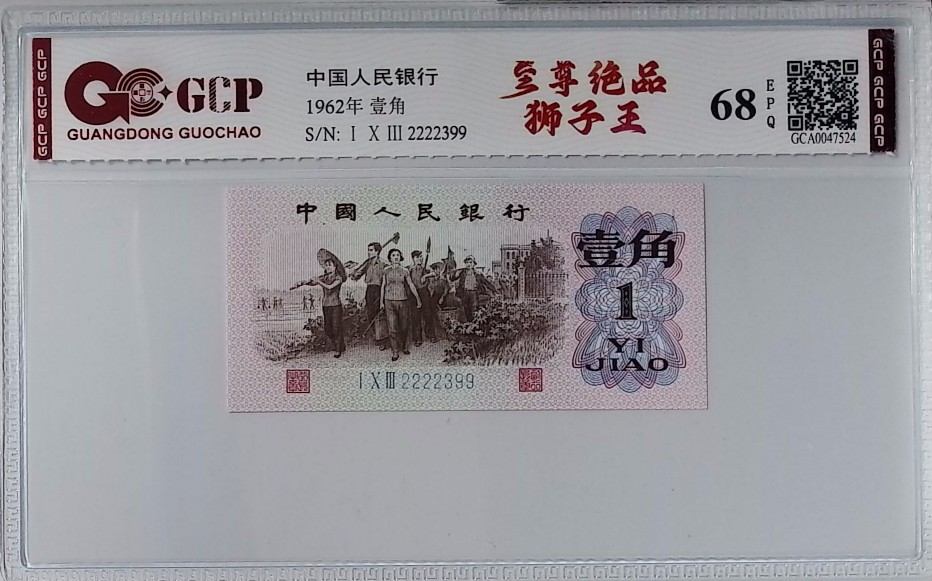 GCP GCP GCP
GCP
GUANGDONG GUOCHAO
中国人民银行
1962年 壹角
S/N: I X III 2222399
至尊绝品
狮子王
68
EPQ
GCA0047524
GCP GCP GCP
中國人民銀行
壹角
1
YI
JIAO
I X III 2222399